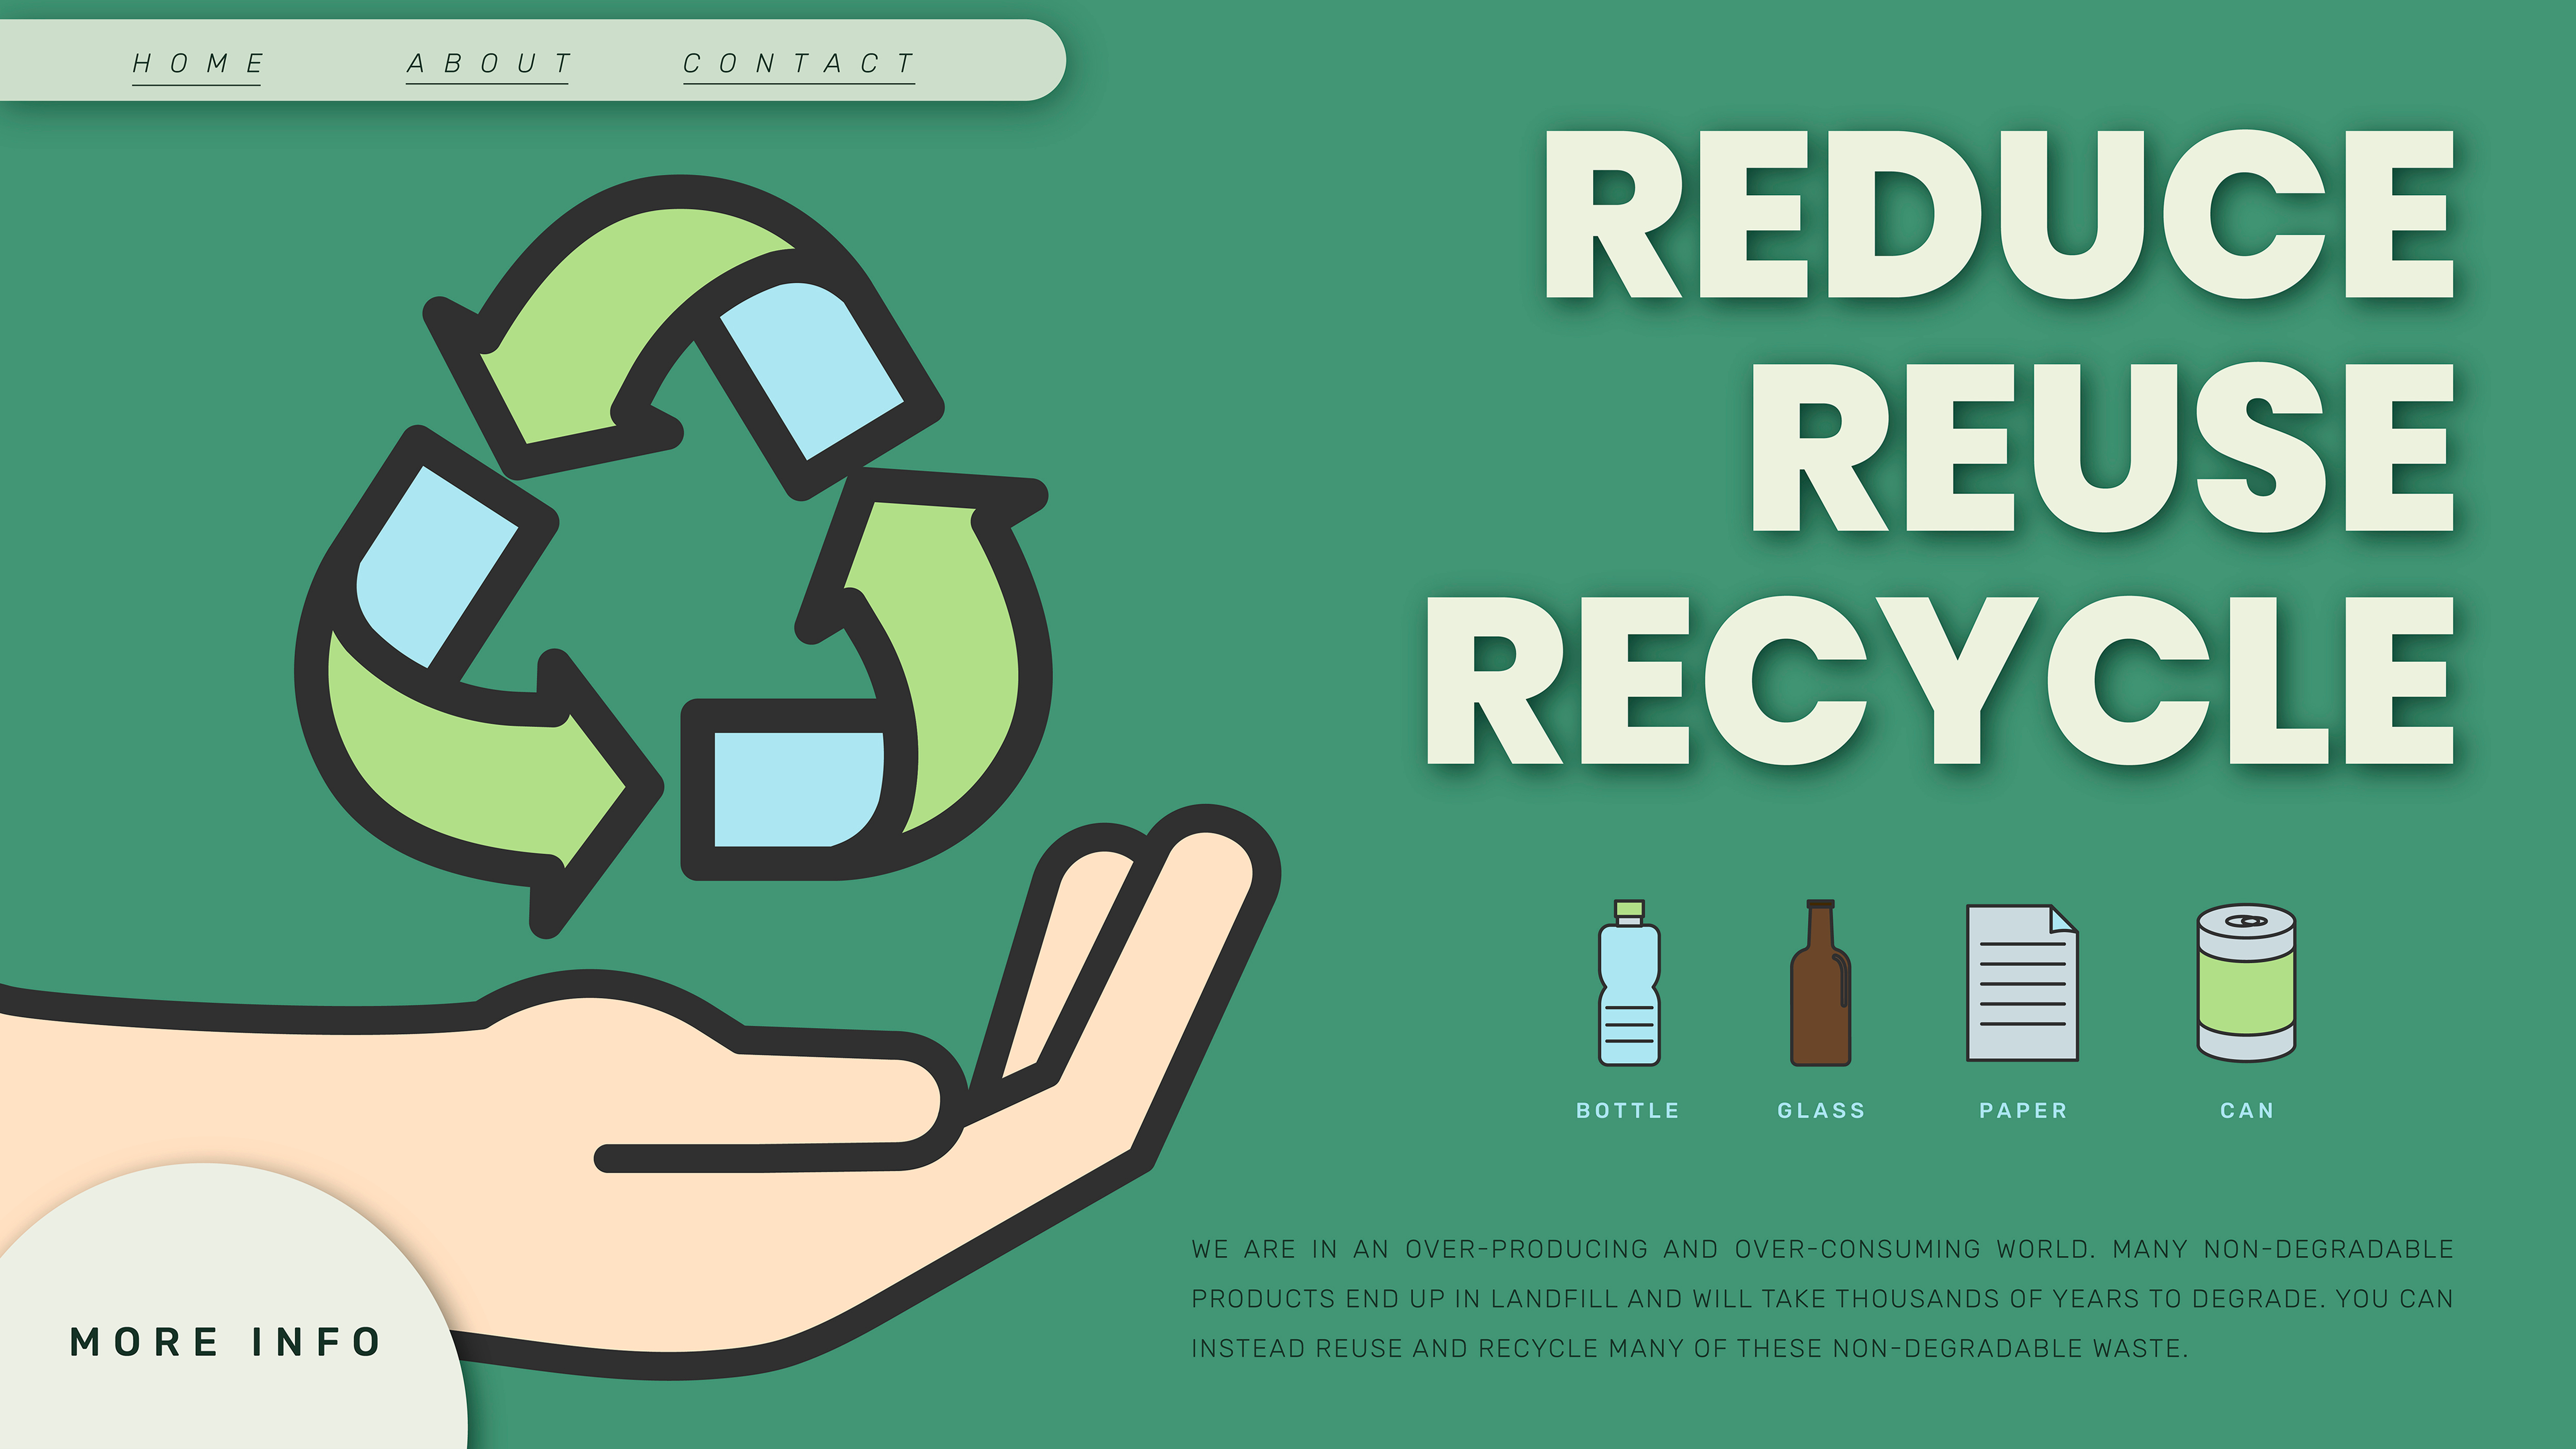 HOME ABOUT CONTACT
REDUCE
REUSE
RECYCLE
BOTTLE GLASS PAPER CAN
WE ARE IN AN OVER-PRODUCING AND OVER-CONSUMING WORLD. MANY NON-DEGRADABLE
PRODUCTS END UP IN LANDFILL AND WILL TAKE THOUSANDS OF YEARS TO DEGRADE. YOU CAN
INSTEAD REUSE AND RECYCLE MANY OF THESE NON-DEGRADABLE WASTE.
MORE INFO